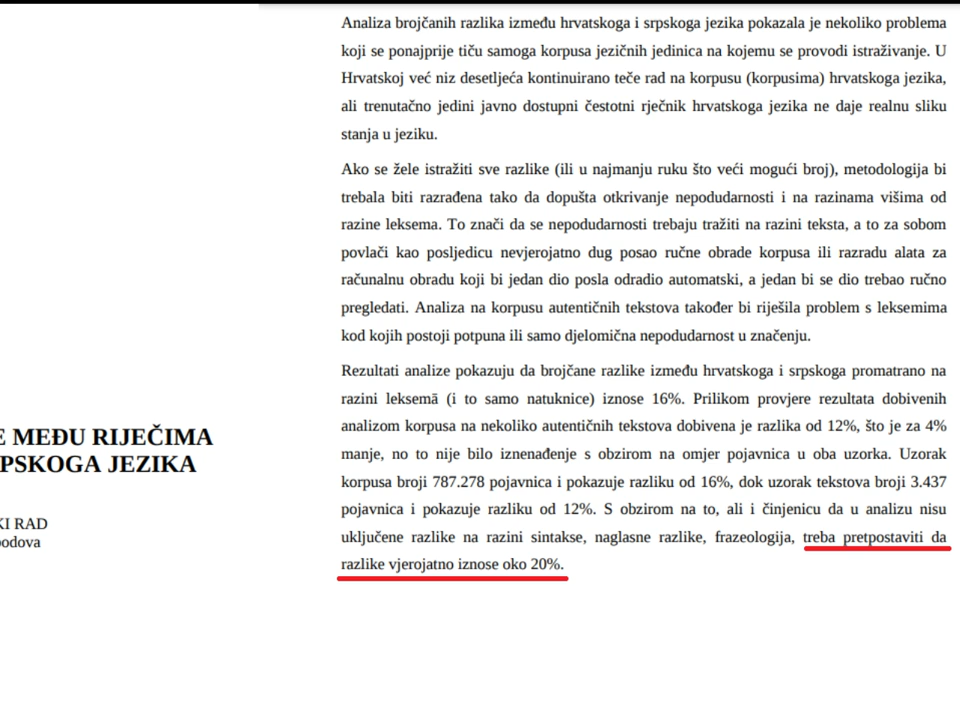 Analiza brojčanih razlika između hrvatskoga i srpskoga jezika pokazala je nekoliko problema
koji se ponajprije tiču samoga korpusa jezičnih jedinica na kojemu se provodi istraživanje. U
Hrvatskoj već niz desetljeća kontinuirano teče rad na korpusu (korpusima) hrvatskoga jezika,
ali trenutačno jedini javno dostupni čestotni rječnik hrvatskoga jezika ne daje realnu sliku
stanja u jeziku.
Ako se žele istražiti sve razlike (ili u najmanju ruku što veći mogući broj), metodologija bi
trebala biti razrađena tako da dopušta otkrivanje nepodudarnosti i na razinama višima od
razine leksema. To znači da se nepodudarnosti trebaju tražiti na razini teksta, a to za sobom
povlači kao posljedicu nevjerojatno dug posao ručne obrade korpusa ili razradu alata za
računalnu obradu koji bi jedan dio posla odradio automatski, a jedan bi se dio trebao ručno
pregledati. Analiza na korpusu autentičnih tekstova također bi riješila problem s leksemima
kod kojih postoji potpuna ili samo djelomična nepodudarnost u značenju.
Rezultati analize pokazuju da brojčane razlike između hrvatskoga i srpskoga promatrano na
razini leksemā (i to samo natuknice) iznose 16%. Prilikom provjere rezultata dobivenih
analizom korpusa na nekoliko autentičnih tekstova dobivena je razlika od 12%, što je za 4%
manje, no to nije bilo iznenađenje s obzirom na omjer pojavnica u oba uzorka. Uzorak
korpusa broji 787.278 pojavnica i pokazuje razliku od 16%, dok uzorak tekstova broji 3.437
pojavnica i pokazuje razliku od 12%. S obzirom na to, ali i činjenicu da u analizu nisu
uključene razlike na razini sintakse, naglasne razlike, frazeologija, treba pretpostaviti da
razlike vjerojatno iznose oko 20%.
E MEĐU RIJEČIMA
PSKOGA JEZIKA
KI RAD
odova